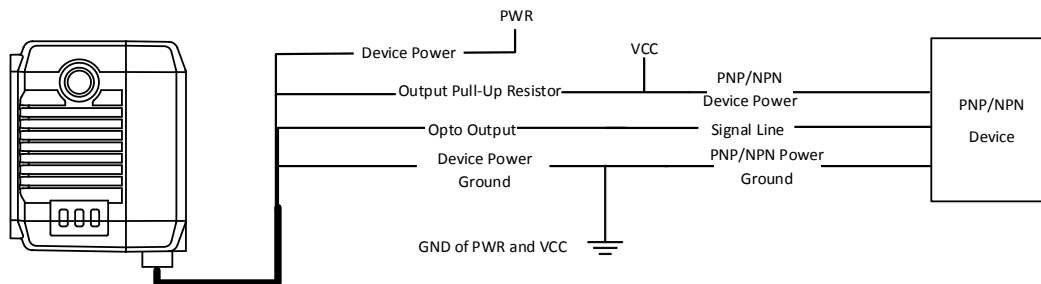 PWR
Device Power
VCC
Output Pull-Up Resistor
PNP/NPN
Device Power
Opto Output
Signal Line
Device Power
Ground
PNP/NPN Power
Ground
GND of PWR and VCC
PNP/NPN
Device